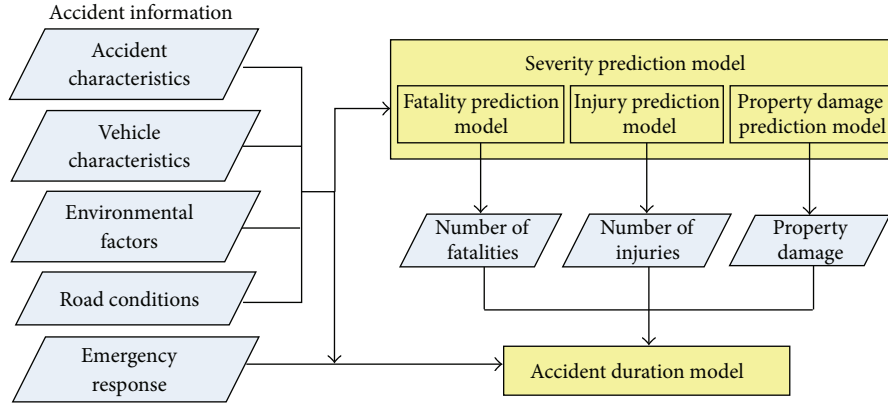 Accident information
Accident
characteristics
Vehicle
characteristics
Environmental
factors
Road conditions
Emergency
response
Severity prediction model
Fatality prediction
model
Injury prediction
model
Property damage
prediction model
Number of
fatalities
Number of
injuries
Property
damage
Accident duration model